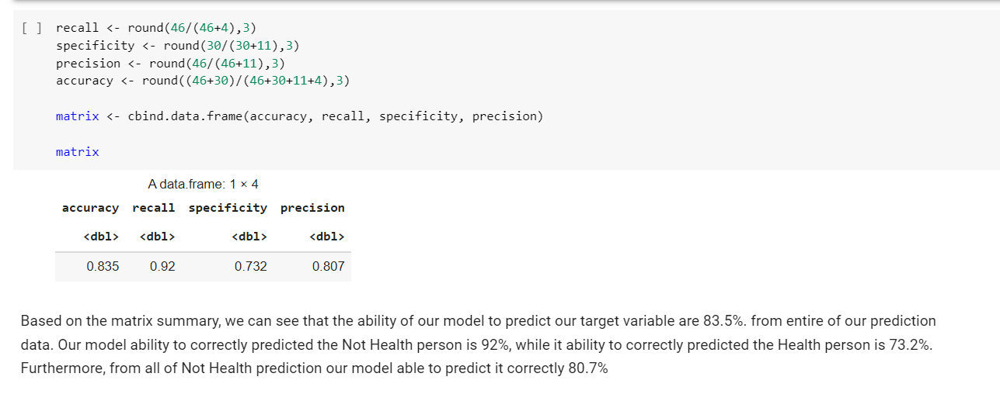 [ ] recall <- round(46/(46+4),3)
specificity <- round(30/(30+11),3)
precision <- round(46/(46+11),3)
accuracy <- round((46+30)/(46+30+11+4),3)
matrix <- cbind.data.frame(accuracy, recall, specificity, precision)
matrix
A data.frame: 1 × 4
accuracy recall specificity precision
<dbl> <dbl> <dbl> <dbl>
0.835 0.92 0.732 0.807
Based on the matrix summary, we can see that the ability of our model to predict our target variable are 83.5%. from entire of our prediction
data. Our model ability to correctly predicted the Not Health person is 92%, while it ability to correctly predicted the Health person is 73.2%.
Furthermore, from all of Not Health prediction our model able to predict it correctly 80.7%